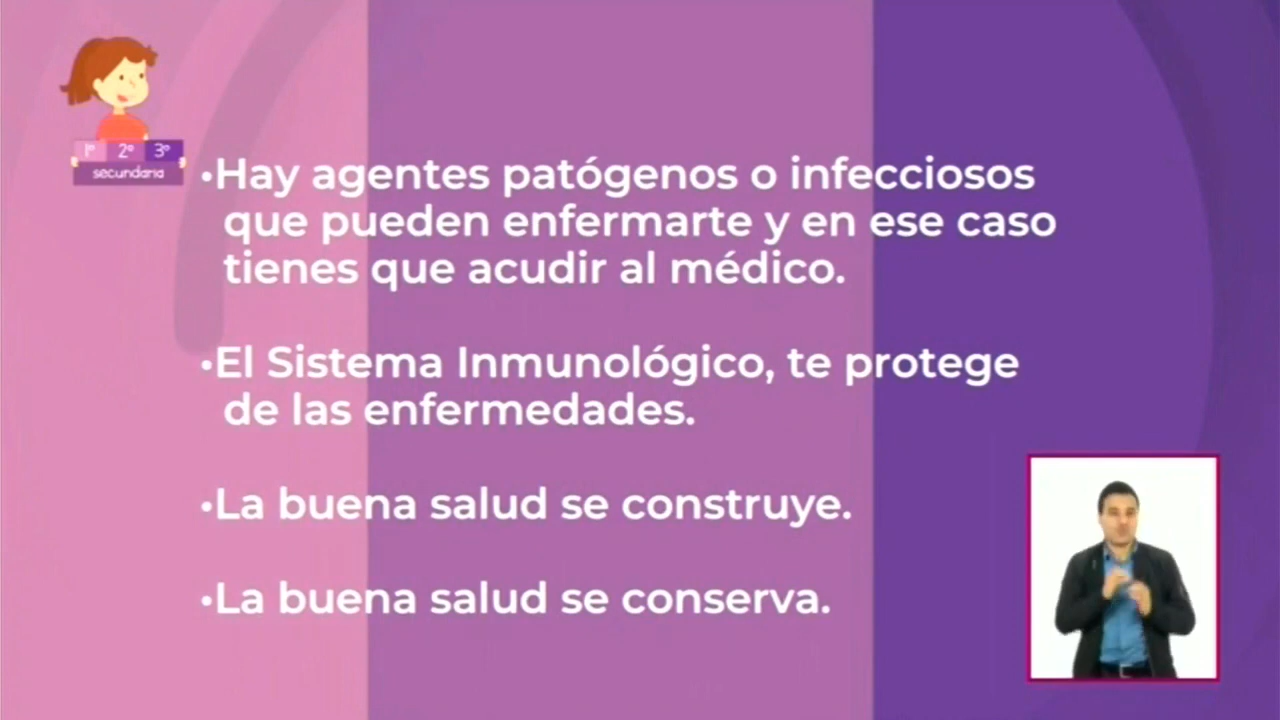 1° 2° 3°
secundaria
•Hay agentes patógenos o infecciosos
que pueden enfermarte y en ese caso
tienes que acudir al médico.
•El Sistema Inmunológico, te protege
de las enfermedades.
•La buena salud se construye.
•La buena salud se conserva.